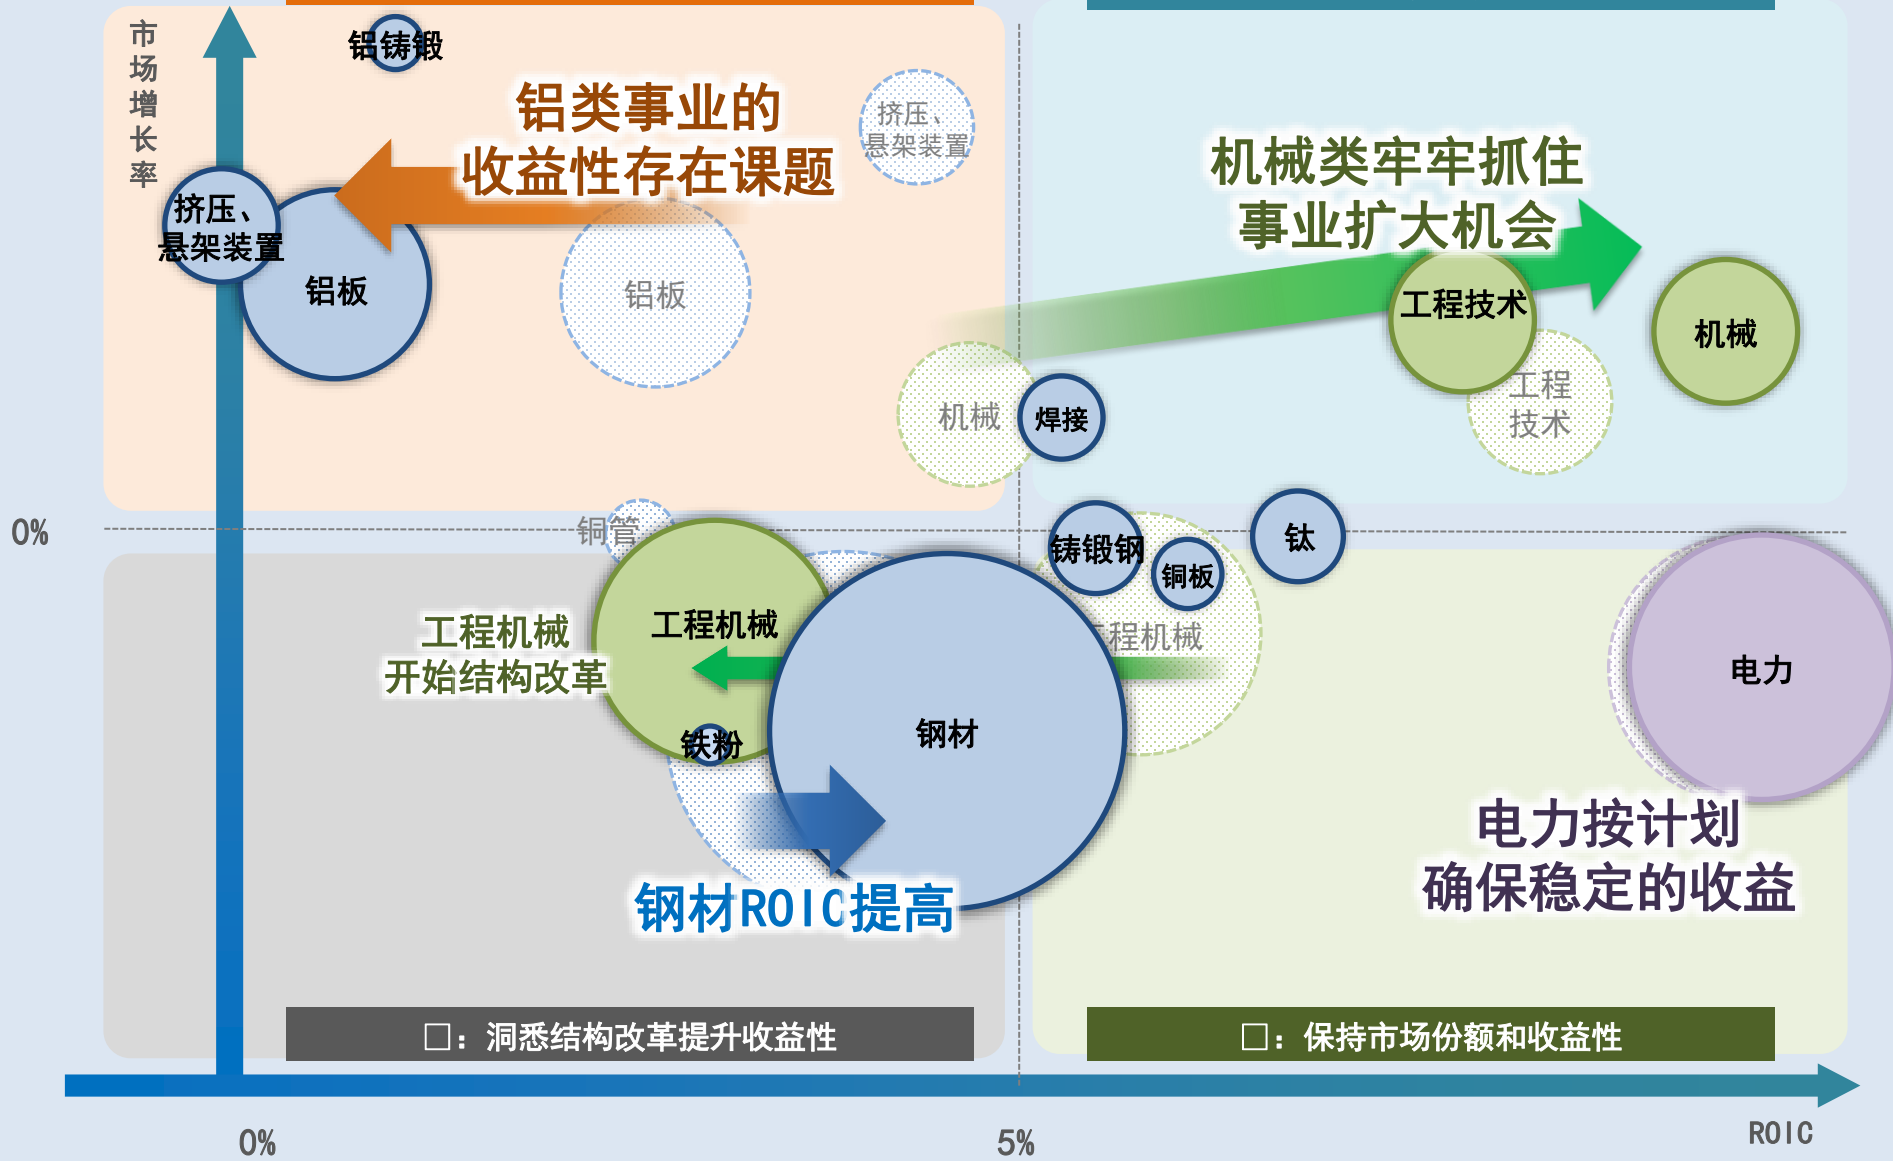 市场增长率
铝铸锻
铝类事业的
收益性存在课题
挤压、
悬架装置
机械类牢牢抓住
事业扩大机会
挤压、
悬架装置
铝板
铝板
工程技术
机械
机械
焊接
工程
技术
0%
铜管
铸锻钢
铜板
钛
工程机械
工程机械
开始结构改革
工程机械
电力
铁粉
钢材
电力按计划
确保稳定的收益
钢材ROIC提高
□：洞悉结构改革提升收益性
□：保持市场份额和收益性
0%
5%
ROIC